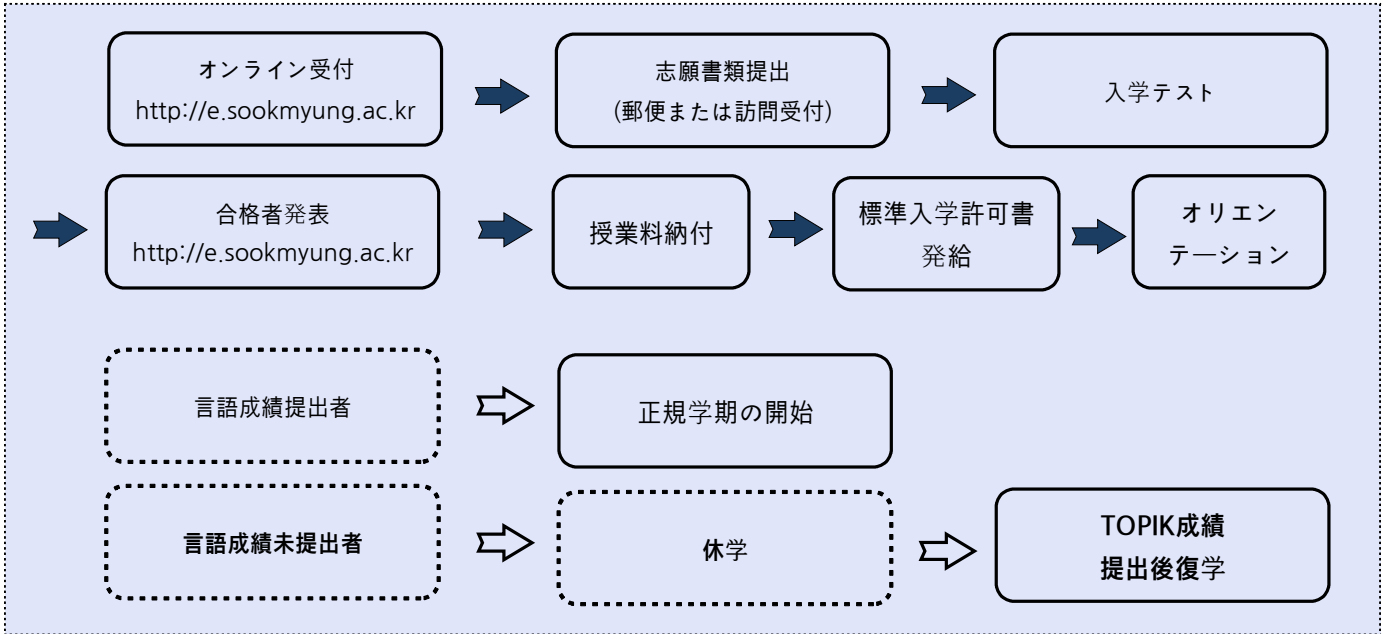 オンライン受付
http://e.sookmyung.ac.kr
志願書類提出
(郵便または訪問受付)
入学テスト
合格者発表
http://e.sookmyung.ac.kr
授業料納付
標準入学許可書
発給
オリエン
テーション
言語成績提出者
正規学期の開始
言語成績未提出者
休学
TOPIK成績
提出後復学